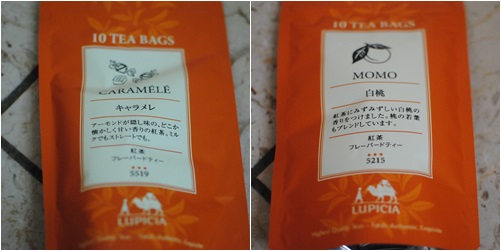 10 TEA BAGS
CARAMÉLÉ
キャラメレ
アーモンドが隠し味の、どこか
懐かしく甘い香りの紅茶。ミル
クでもストレートでも。
紅茶
フレーバードティー
5519
LUPICIA
10 TEA BAGS
MOMO
白桃
紅茶にみずみずしい白桃の
香りをつけました。桃の若葉
もブレンドしています。
紅茶
フレーバードティー
5215
LUPICIA